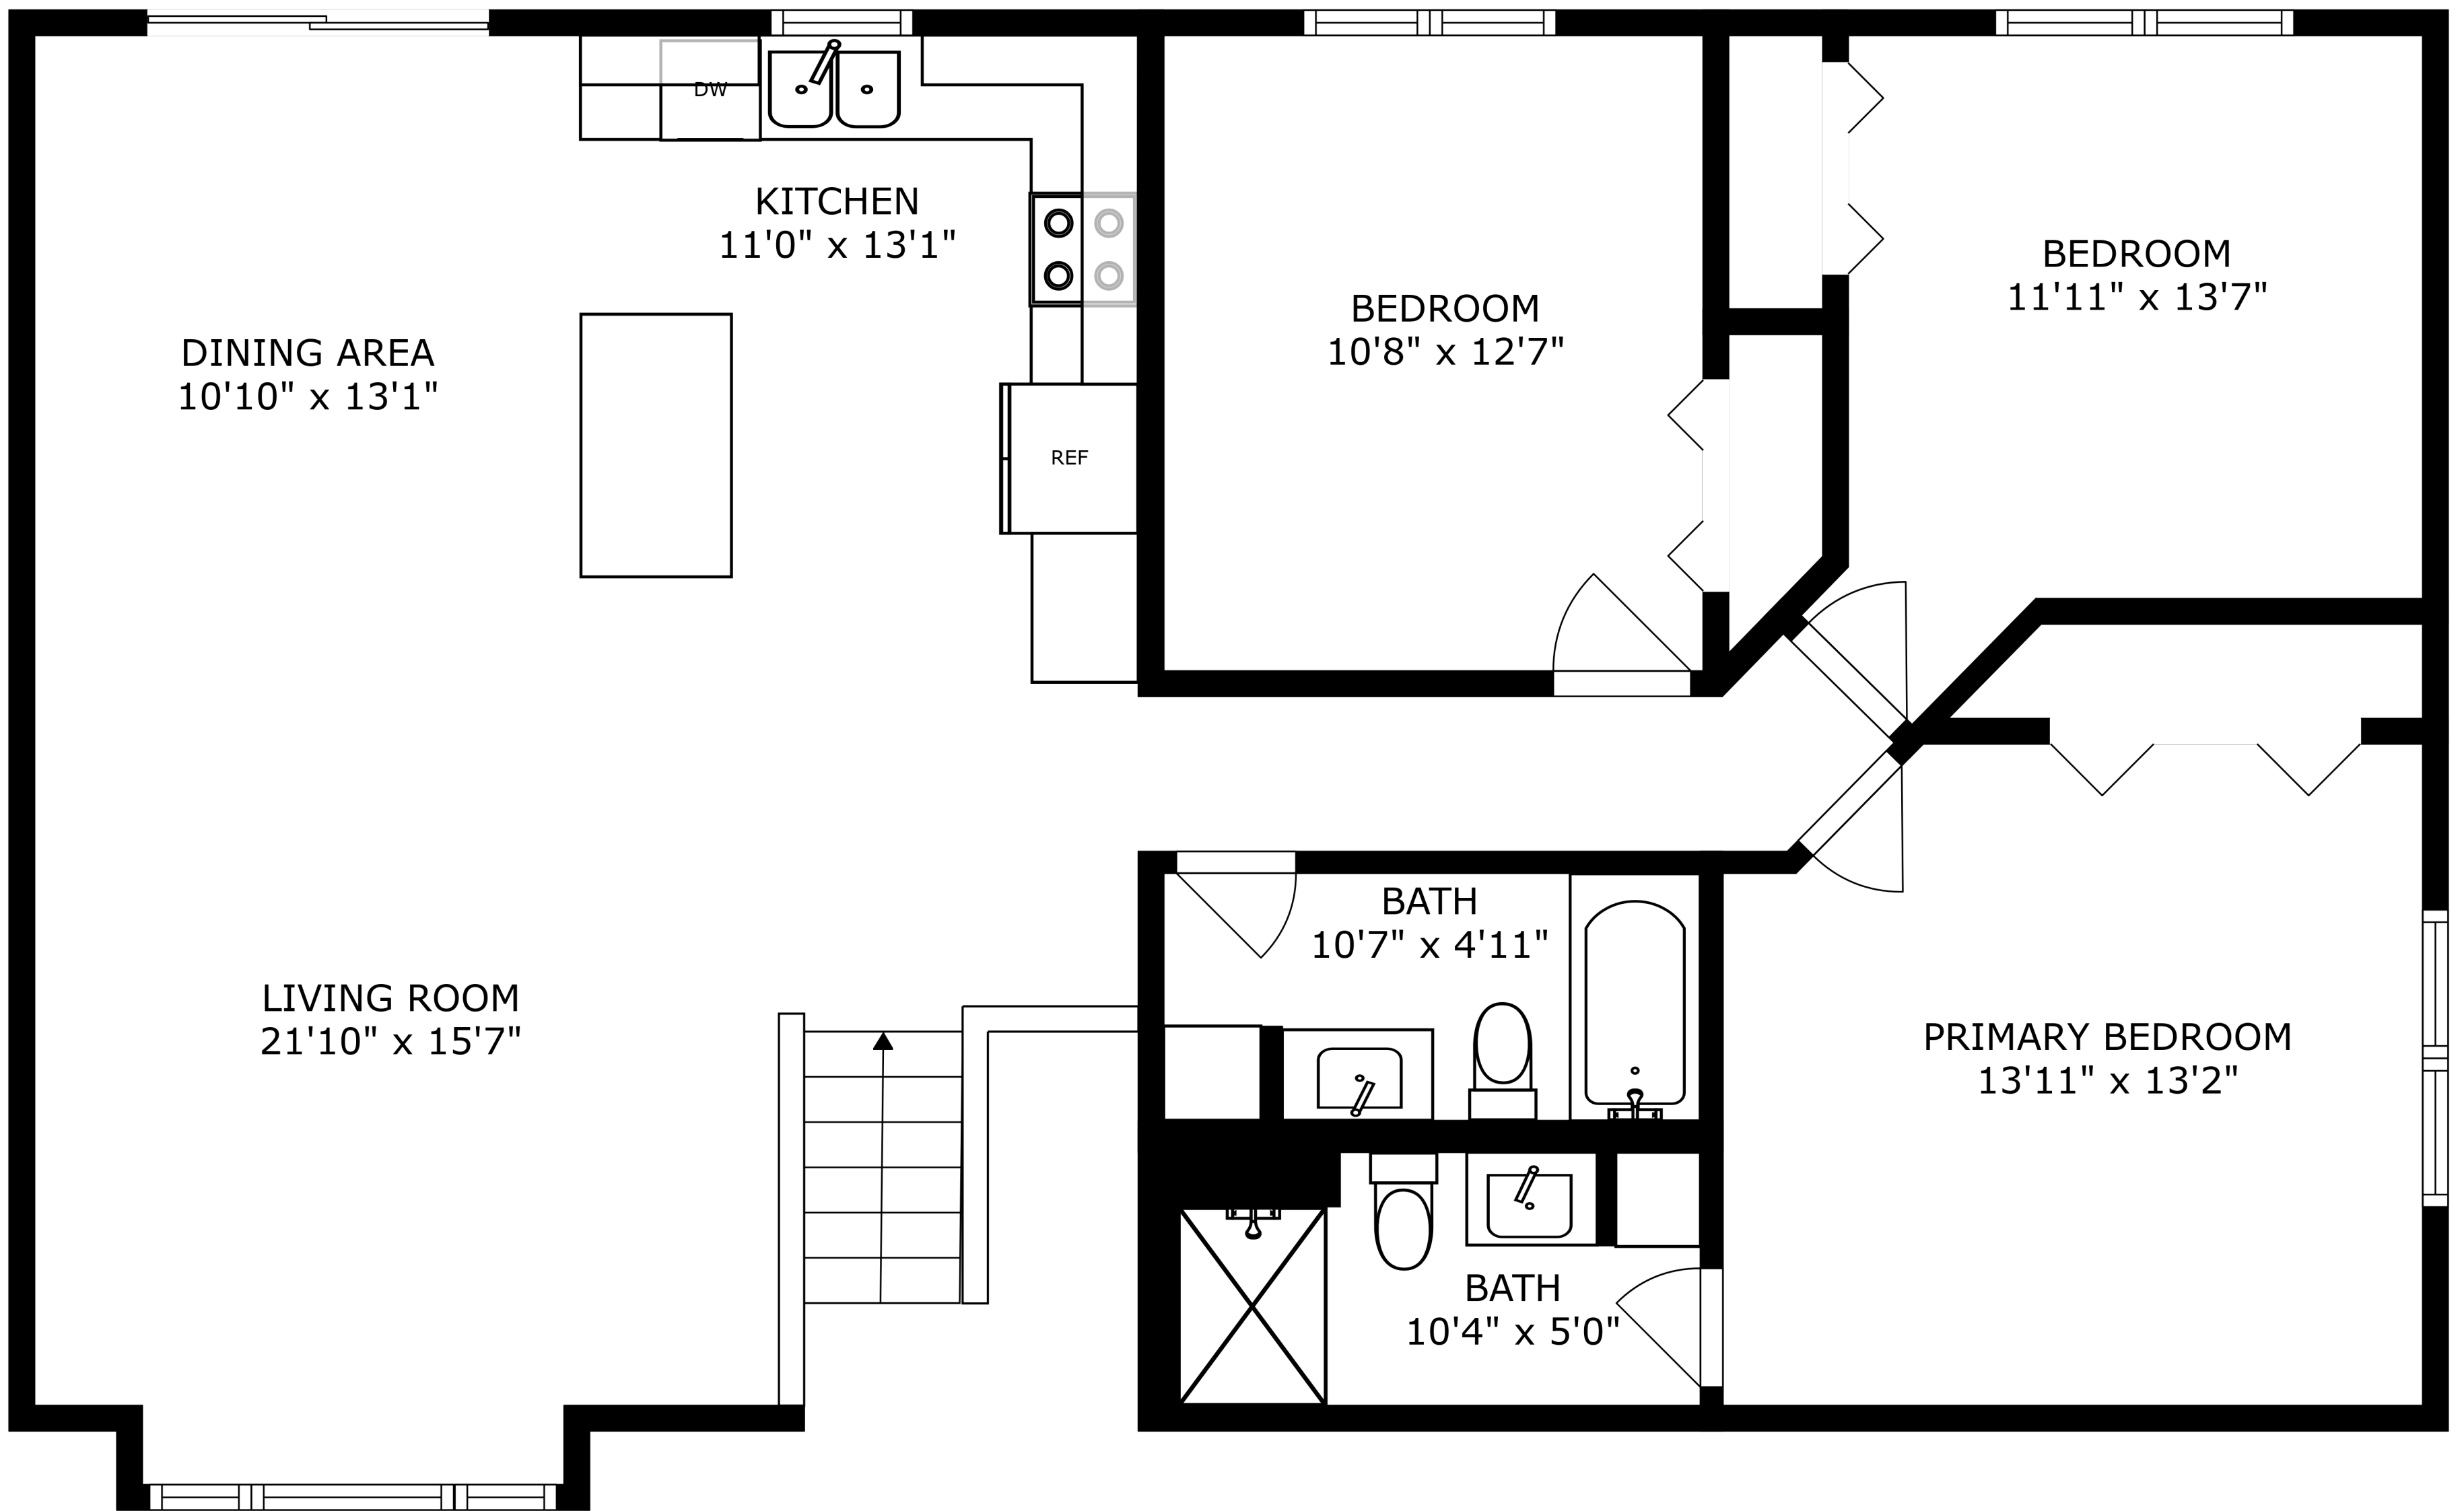 DW
KITCHEN
11'0" x 13'1"
BEDROOM
11'11" x 13'7"
BEDROOM
10'8" x 12'7"
DINING AREA
10'10" x 13'1"
REF
BATH
10'7" x 4'11"
LIVING ROOM
21'10" x 15'7"
PRIMARY BEDROOM
13'11" x 13'2"
BATH
10'4" x 5'0"